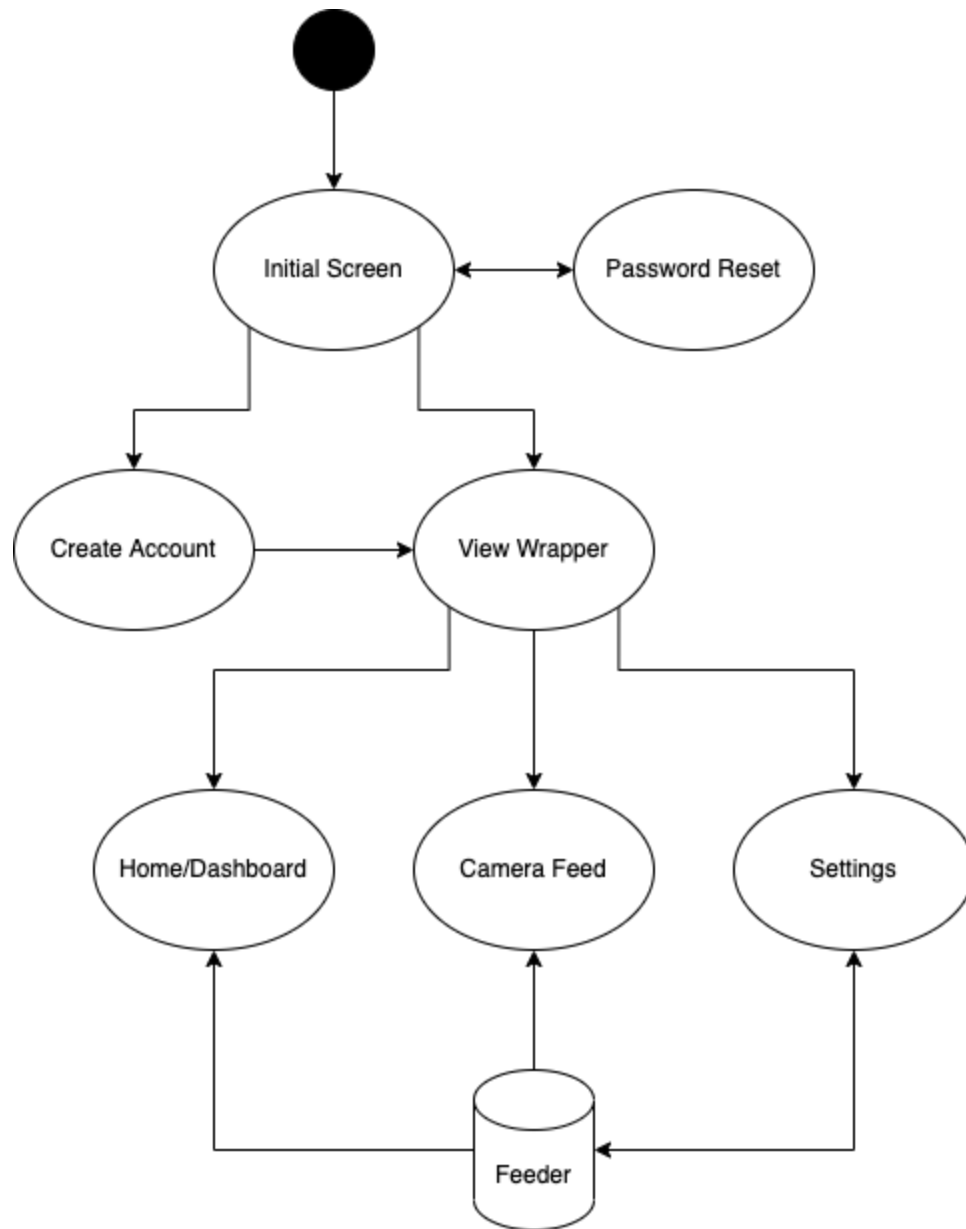 Initial Screen
Password Reset
Create Account
View Wrapper
Home/Dashboard
Camera Feed
Settings
Feeder